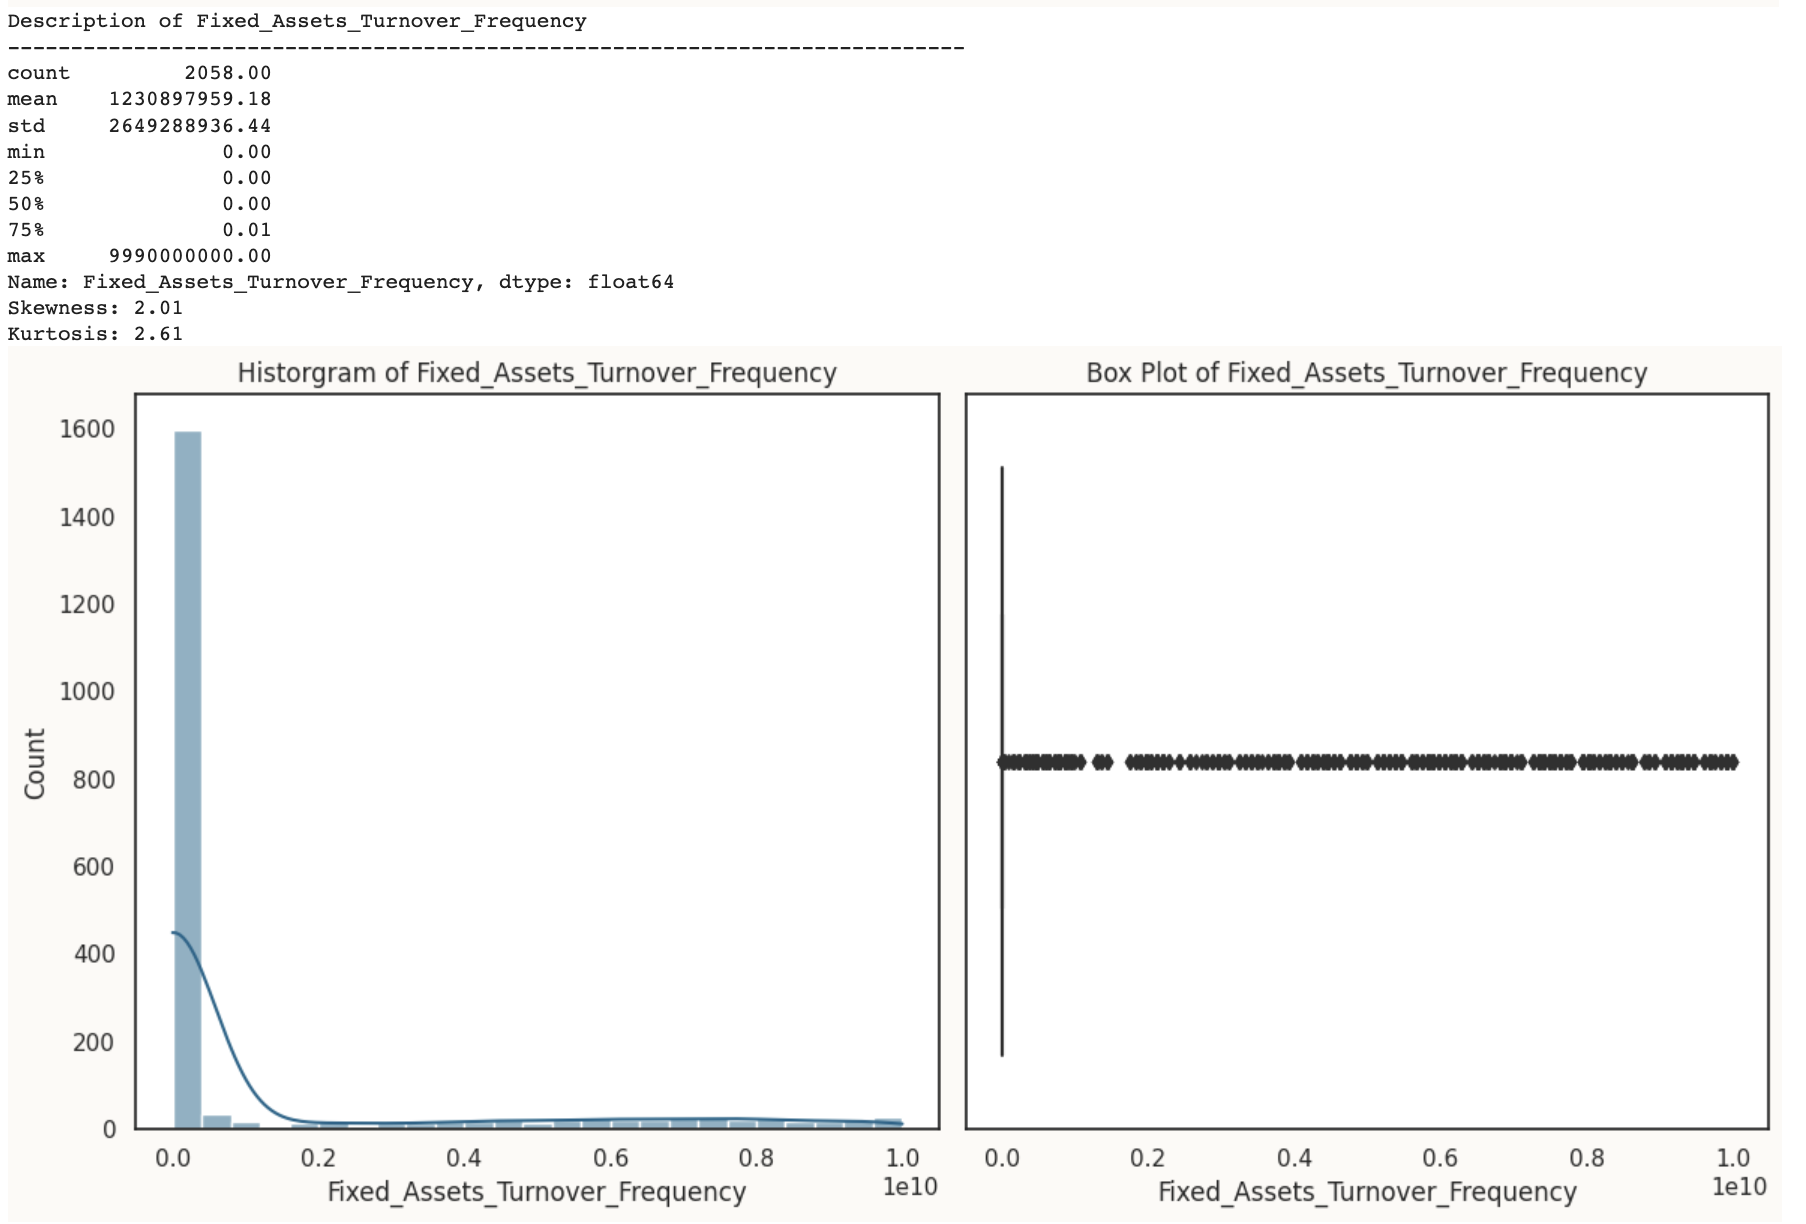 Description of Fixed_Assets_Turnover_Frequency
----------------------------------------------------------------------------
count 2058.00
mean 1230897959.18
std 2649288936.44
min 0.00
25% 0.00
50% 0.00
75% 0.01
max 9990000000.00
Name: Fixed_Assets_Turnover_Frequency, dtype: float64
Skewness: 2.01
Kurtosis: 2.61
Historgram of Fixed_Assets_Turnover_Frequency
1600
1400
1200
1000
800
600
400
200
0
Count
0.0 0.2 0.4 0.6 0.8 1.0
1e10
Fixed_Assets_Turnover_Frequency
Box Plot of Fixed_Assets_Turnover_Frequency
0.0 0.2 0.4 0.6 0.8 1.0
1e10
Fixed_Assets_Turnover_Frequency